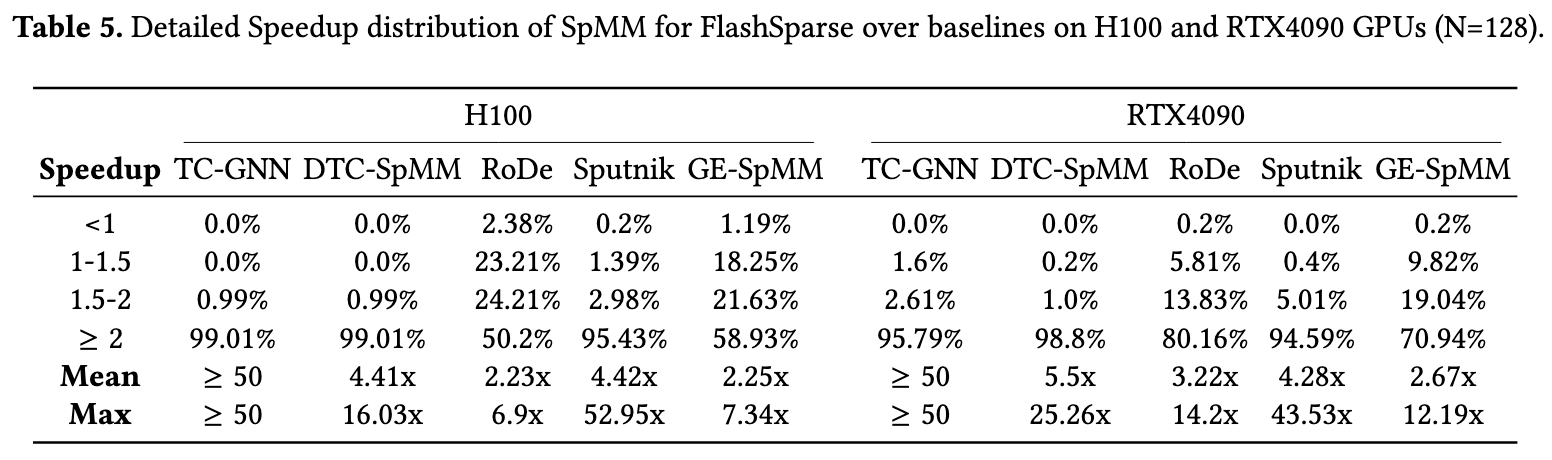 Table 5. Detailed Speedup distribution of SpMM for FlashSparse over baselines on H100 and RTX4090 GPUs (N=128).
H100 RTX4090
Speedup TC-GNN DTC-SpMM RoDe Sputnik GE-SpMM TC-GNN DTC-SpMM RoDe Sputnik GE-SpMM
<1 0.0% 0.0% 2.38% 0.2% 1.19% 0.0% 0.0% 0.2% 0.0% 0.2%
1-1.5 0.0% 0.0% 23.21% 1.39% 18.25% 1.6% 0.2% 5.81% 0.4% 9.82%
1.5-2 0.99% 0.99% 24.21% 2.98% 21.63% 2.61% 1.0% 13.83% 5.01% 19.04%
≥ 2 99.01% 99.01% 50.2% 95.43% 58.93% 95.79% 98.8% 80.16% 94.59% 70.94%
Mean ≥ 50 4.41x 2.23x 4.42x 2.25x ≥ 50 5.5x 3.22x 4.28x 2.67x
Max ≥ 50 16.03x 6.9x 52.95x 7.34x ≥ 50 25.26x 14.2x 43.53x 12.19x